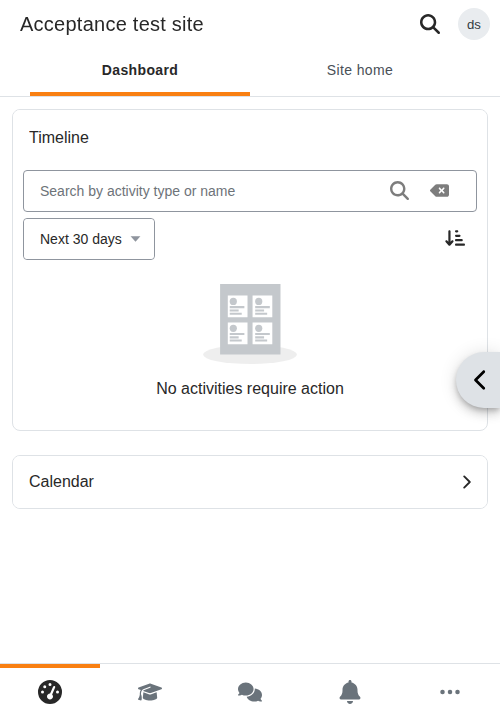 Acceptance test site
ds
Dashboard
Site home
Timeline
Search by activity type or name
Next 30 days
No activities require action
Calendar